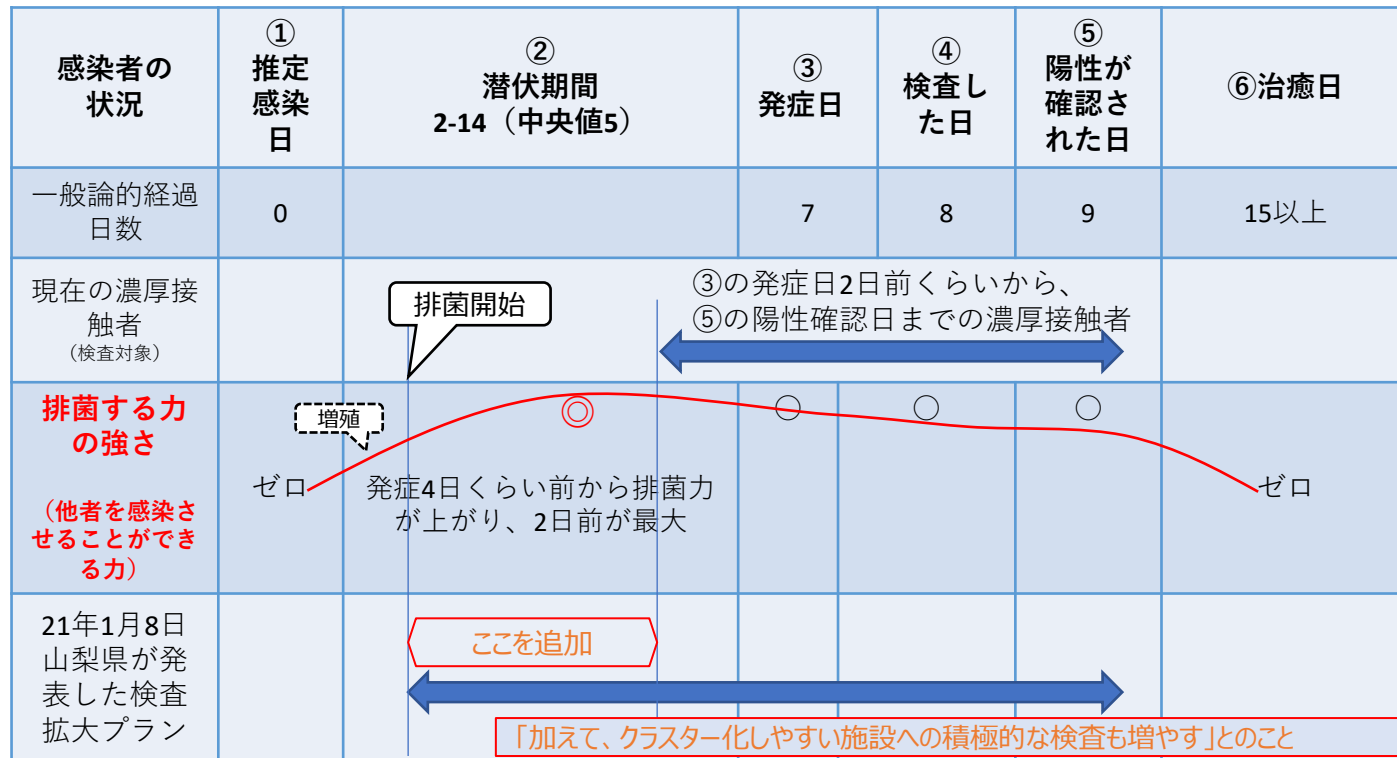 感染者の
状況
①
推定
感染
日
②
潜伏期間
2-14（中央値5）
③
発症日
④
検査し
た日
⑤
陽性が
確認さ
れた日
⑥治癒日
一般論的経過
日数
0
7
8
9
15以上
現在の濃厚接
触者
（検査対象）
排菌開始
③の発症日2日前くらいから、
⑤の陽性確認日までの濃厚接触者
排菌する力
の強さ
（他者を感染さ
せることができ
る力）
ゼロ
増殖
◎
発症4日くらい前から排菌力
が上がり、2日前が最大
○
○
○
ゼロ
21年1月8日
山梨県が発
表した検査
拡大プラン
ここを追加
「加えて、クラスター化しやすい施設への積極的な検査も増やす」とのこと